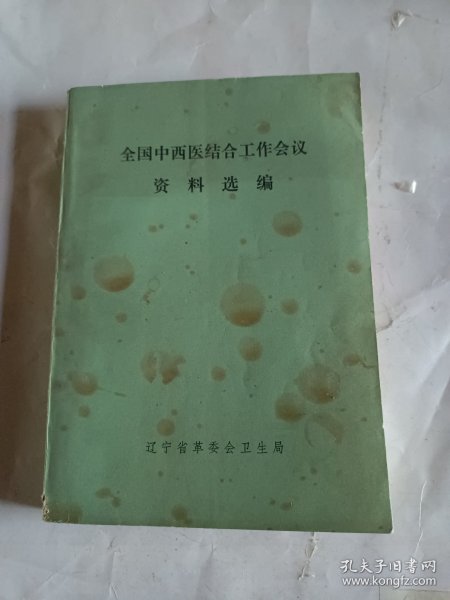 全国中西医结合工作会议
资料选编
辽宁省革委会卫生局
孔夫子旧书网
www.kongfz.com